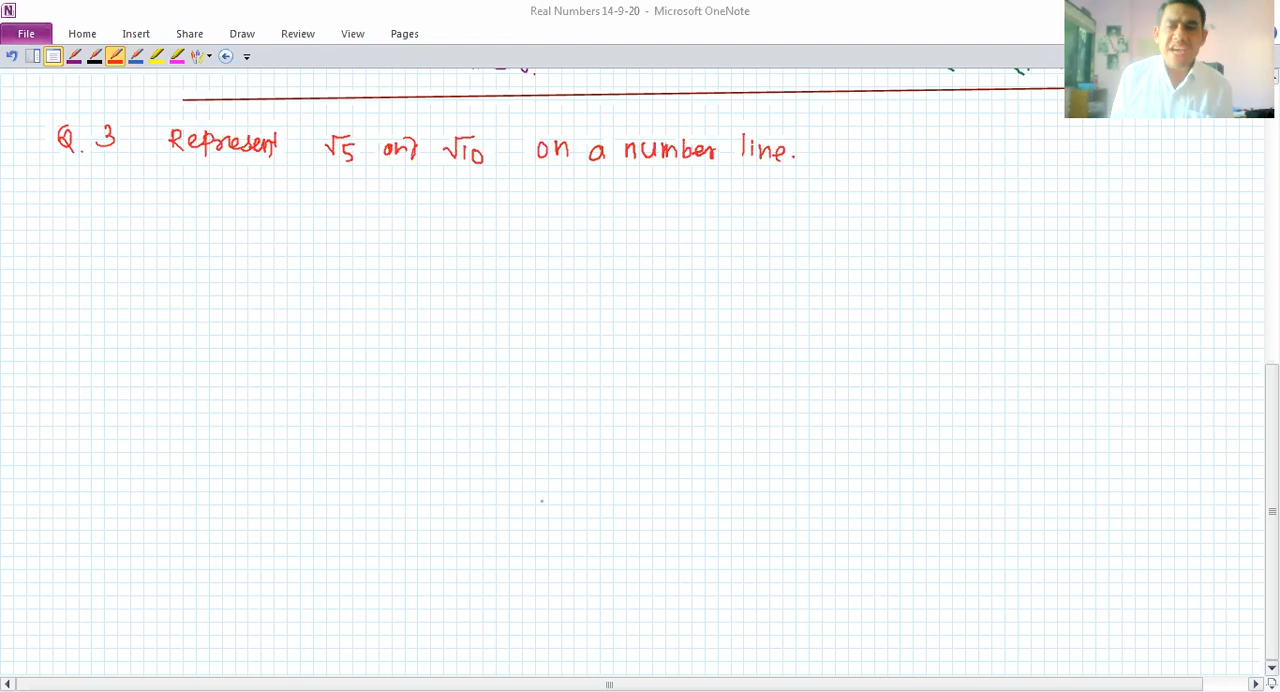 Real Numbers 14-9-20 - Microsoft OneNote
File Home Insert Share Draw Review View Pages
Q. 3 Represent √5 and √10 on a number line.